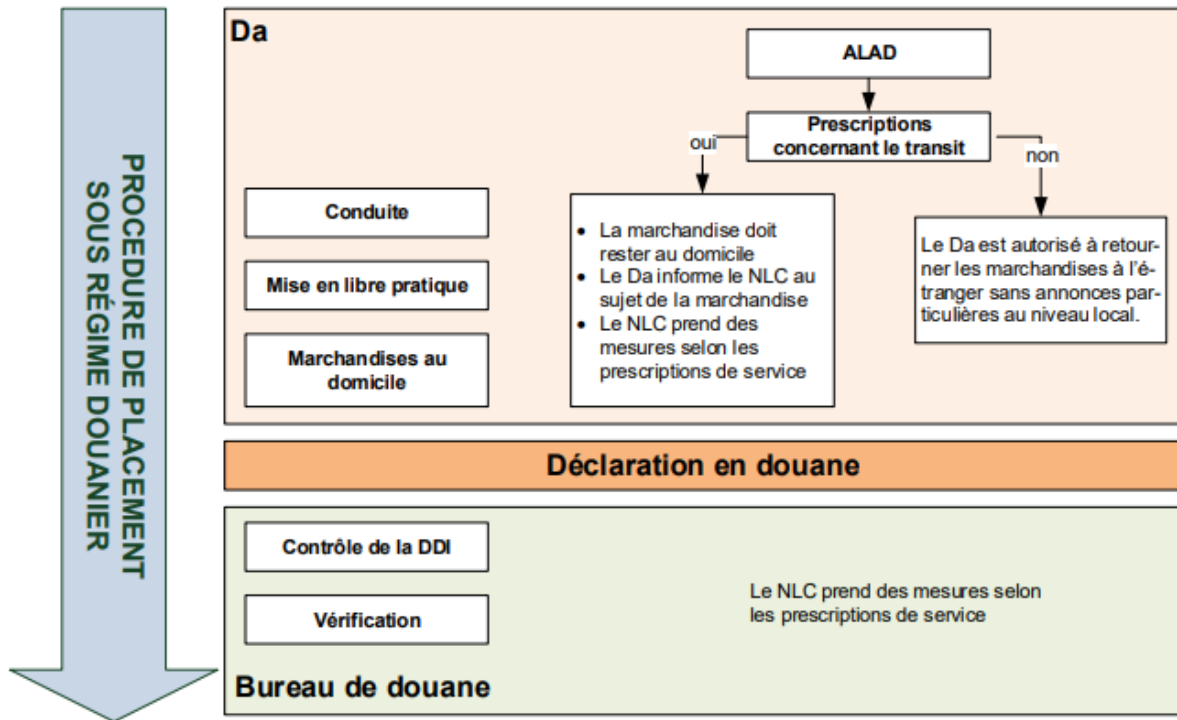 PROCEDURE DE PLACEMENT
SOUS RÉGIME DOUANIER
Da
ALAD
Prescriptions
concernant le transit
oui
non
Conduite
Mise en libre pratique
Marchandises au
domicile
• La marchandise doit
rester au domicile
• Le Da informe le NLC au
sujet de la marchandise
• Le NLC prend des
mesures selon les
prescriptions de service
Le Da est autorisé à retour-
ner les marchandises à l'é-
tranger sans annonces par-
ticulières au niveau local.
Déclaration en douane
Contrôle de la DDI
Vérification
Le NLC prend des mesures selon
les prescriptions de service
Bureau de douane